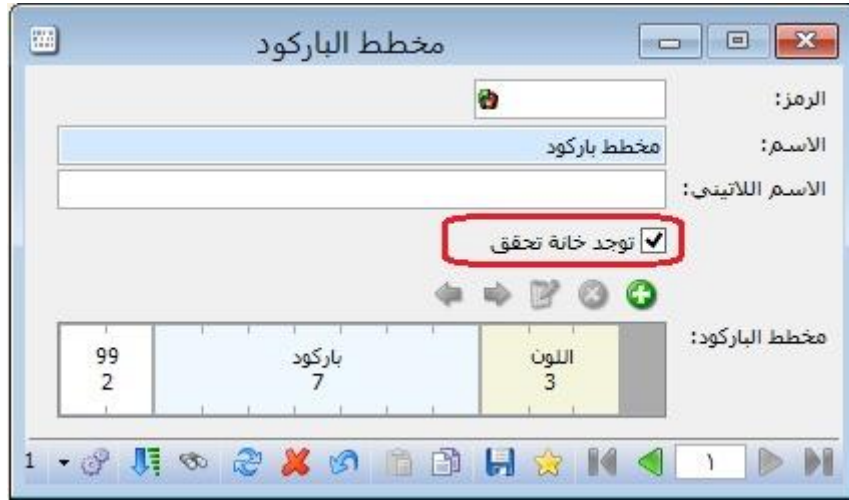 مخطط الباركود
الرمز:
الاسم: مخطط باركود
الاسم اللاتيني:
توجد خانة تحقق
مخطط الباركود:
99 باركود اللون
2 7 3
1 ١